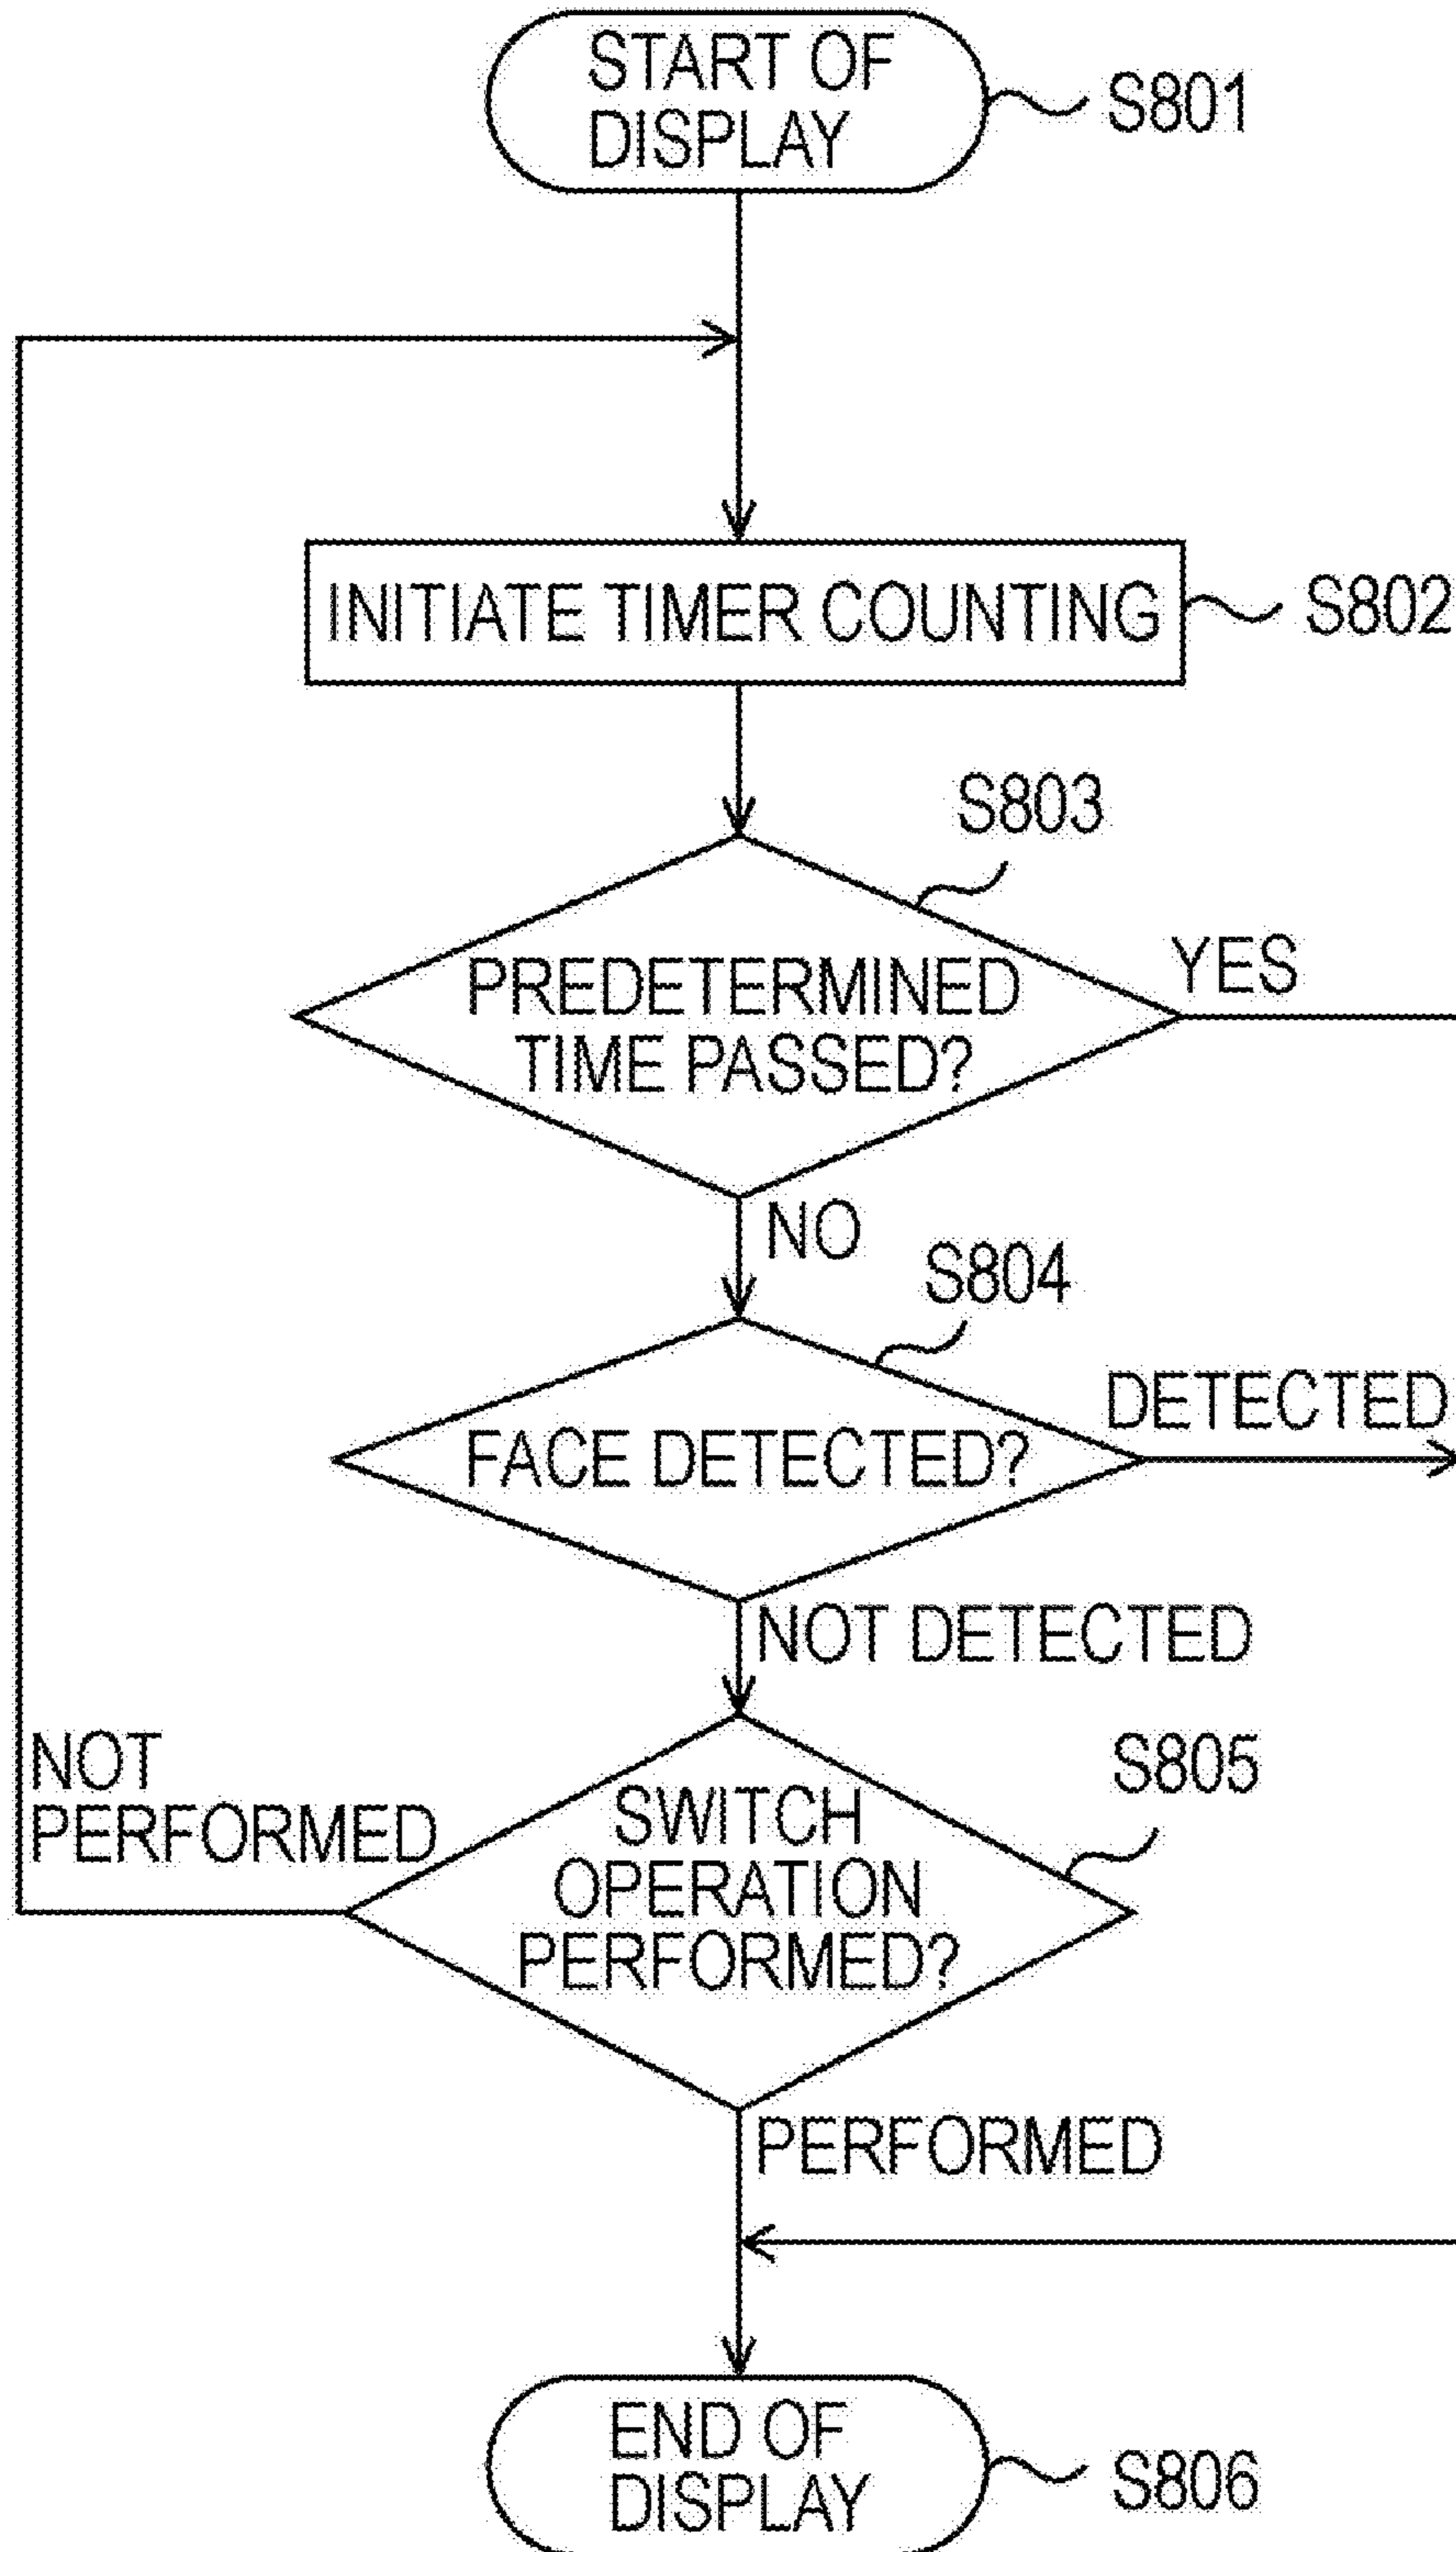 START OF
DISPLAY
S801
INITIATE TIMER COUNTING
S802
S803
PREDETERMINED
TIME PASSED?
YES
NO
S804
FACE DETECTED?
DETECTED
NOT DETECTED
S805
SWITCH
OPERATION
PERFORMED?
NOT
PERFORMED
PERFORMED
END OF
DISPLAY
S806